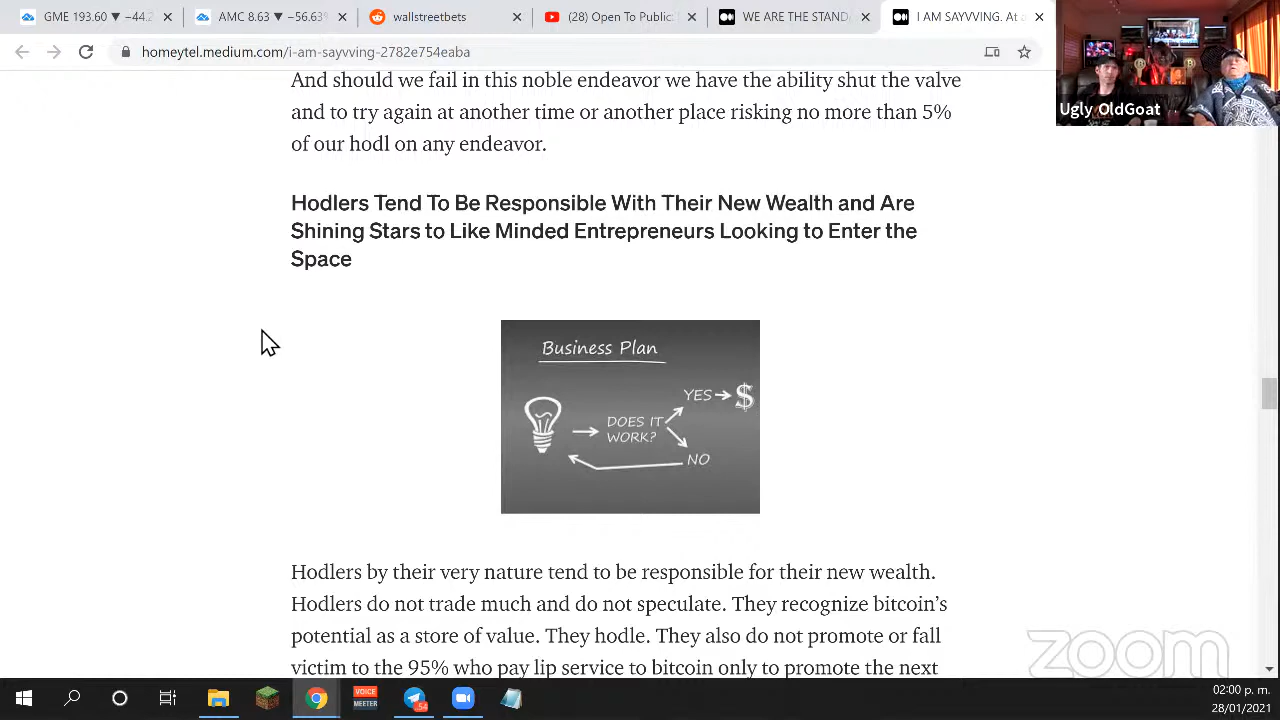 GME 193.60 ▾ -44.2
AMC 8.63 ▾ -56.63
wallstreetbets
(28) Open To Public:
WE ARE THE STAND
I AM SAYVVING. At a
homeytel.medium.com/i-am-sayvving-2782e7
And should we fail in this noble endeavor we have the ability shut the valve
and to try again at another time or another place risking no more than 5%
of our hodl on any endeavor.
Hodlers Tend To Be Responsible With Their New Wealth and Are
Shining Stars to Like Minded Entrepreneurs Looking to Enter the
Space
Business Plan
DOES IT
WORK?
YES
$
NO
Hodlers by their very nature tend to be responsible for their new wealth.
Hodlers do not trade much and do not speculate. They recognize bitcoin's
potential as a store of value. They hodle. They also do not promote or fall
victim to the 95% who pay lip service to bitcoin only to promote the next
Ugly OldGoat
zoom
VOICE
MEETER
54
02:00 p. m.
28/01/2021